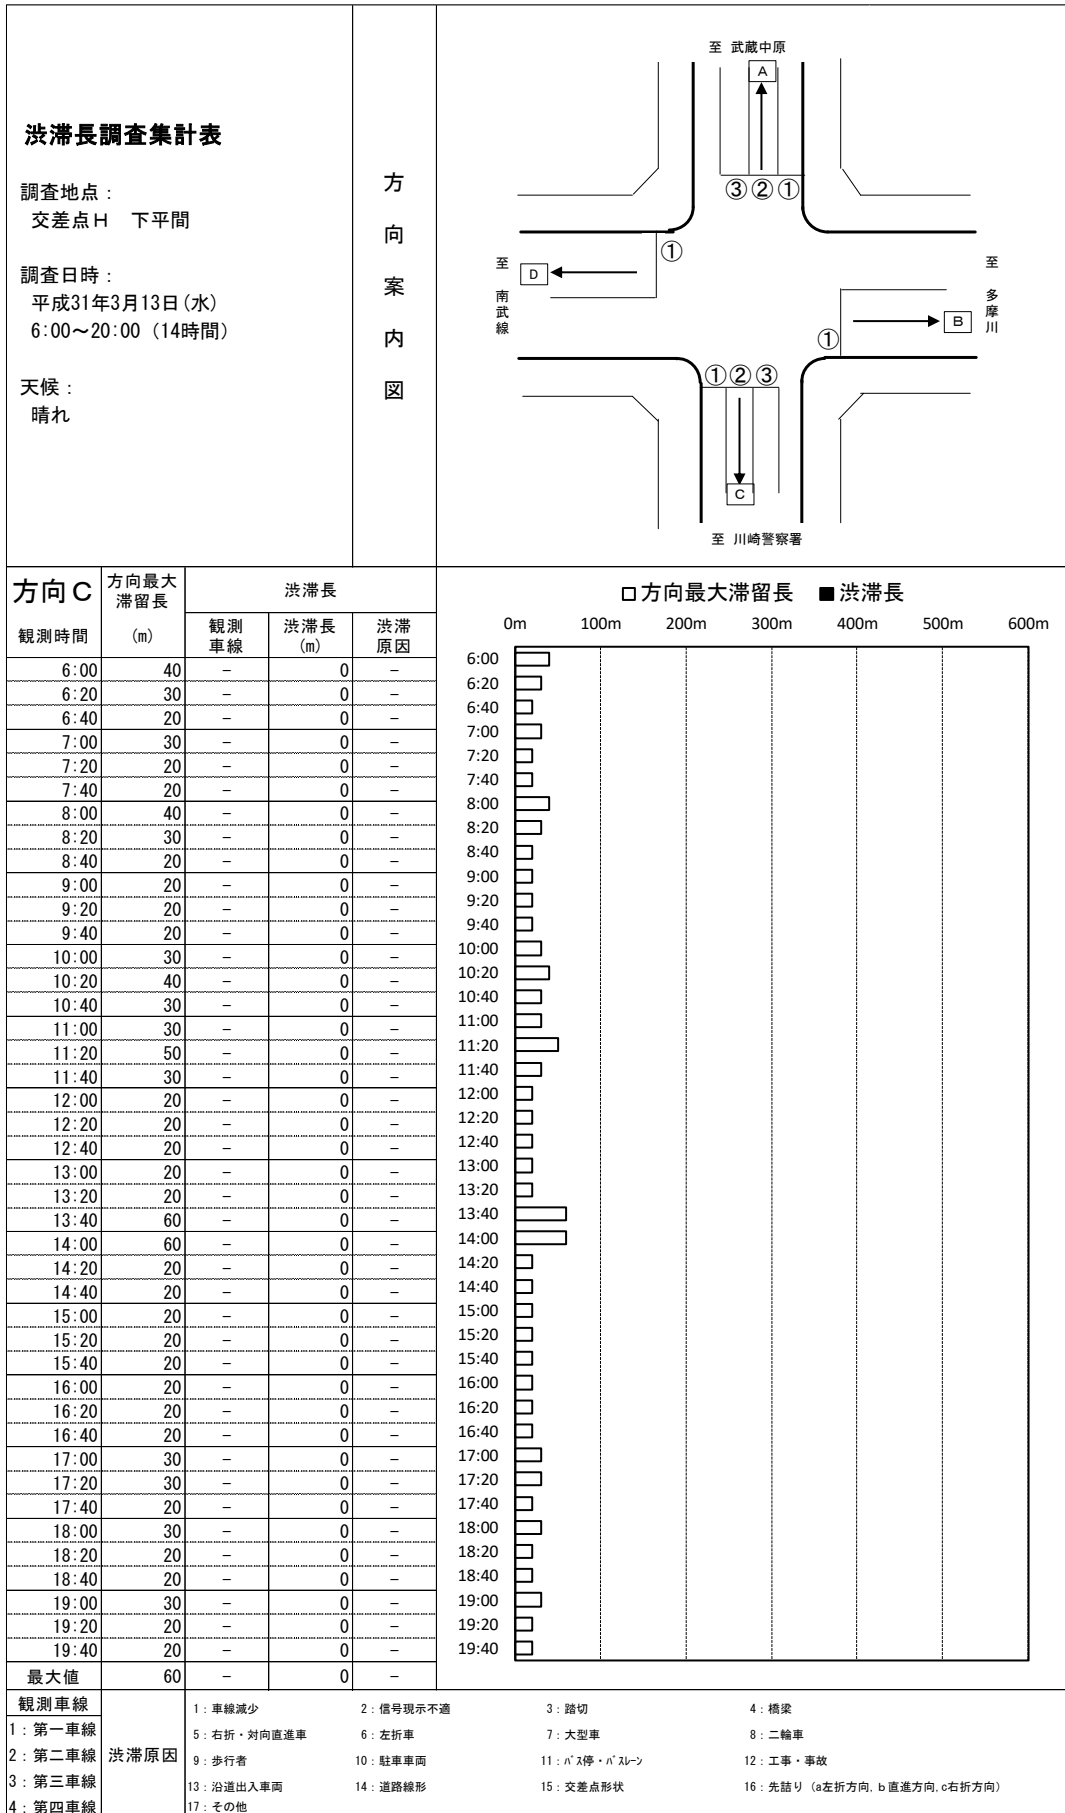 渋滞長調査集計表
調査地点：
交差点Ｈ　下平間
調査日時：
平成31年3月13日(水)
6:00～20:00 (14時間)
天候：
晴れ
方向案内図
至 武蔵中原
A
③②①
①
至 南武線
D
至 多摩川
B
①
①②③
C
至 川崎警察署
方向Ｃ 方向最大滞留長 渋滞長
観測時間 (m) 観測車線 渋滞長(m) 渋滞原因
6:00 40 － 0 －
6:20 30 － 0 －
6:40 20 － 0 －
7:00 30 － 0 －
7:20 20 － 0 －
7:40 20 － 0 －
8:00 40 － 0 －
8:20 30 － 0 －
8:40 20 － 0 －
9:00 20 － 0 －
9:20 20 － 0 －
9:40 20 － 0 －
10:00 30 － 0 －
10:20 40 － 0 －
10:40 30 － 0 －
11:00 30 － 0 －
11:20 50 － 0 －
11:40 30 － 0 －
12:00 20 － 0 －
12:20 20 － 0 －
12:40 20 － 0 －
13:00 20 － 0 －
13:20 20 － 0 －
13:40 60 － 0 －
14:00 60 － 0 －
14:20 20 － 0 －
14:40 20 － 0 －
15:00 20 － 0 －
15:20 20 － 0 －
15:40 20 － 0 －
16:00 20 － 0 －
16:20 20 － 0 －
16:40 20 － 0 －
17:00 30 － 0 －
17:20 30 － 0 －
17:40 20 － 0 －
18:00 30 － 0 －
18:20 20 － 0 －
18:40 20 － 0 －
19:00 30 － 0 －
19:20 20 － 0 －
19:40 20 － 0 －
最大値 60 － 0 －
□方向最大滞留長 ■渋滞長
0m 100m 200m 300m 400m 500m 600m
6:00
6:20
6:40
7:00
7:20
7:40
8:00
8:20
8:40
9:00
9:20
9:40
10:00
10:20
10:40
11:00
11:20
11:40
12:00
12:20
12:40
13:00
13:20
13:40
14:00
14:20
14:40
15:00
15:20
15:40
16:00
16:20
16:40
17:00
17:20
17:40
18:00
18:20
18:40
19:00
19:20
19:40
観測車線
1：第一車線
2：第二車線
3：第三車線
4：第四車線
渋滞原因
1：車線減少 2：信号現示不適 3：踏切 4：橋梁
5：右折・対向直進車 6：左折車 7：大型車 8：二輪車
9：歩行者 10：駐車車両 11：ﾊﾞｽ停・ﾊﾞｽﾚｰﾝ 12：工事・事故
13：沿道出入車両 14：道路線形 15：交差点形状 16：先詰り (a左折方向, b直進方向, c右折方向)
17：その他